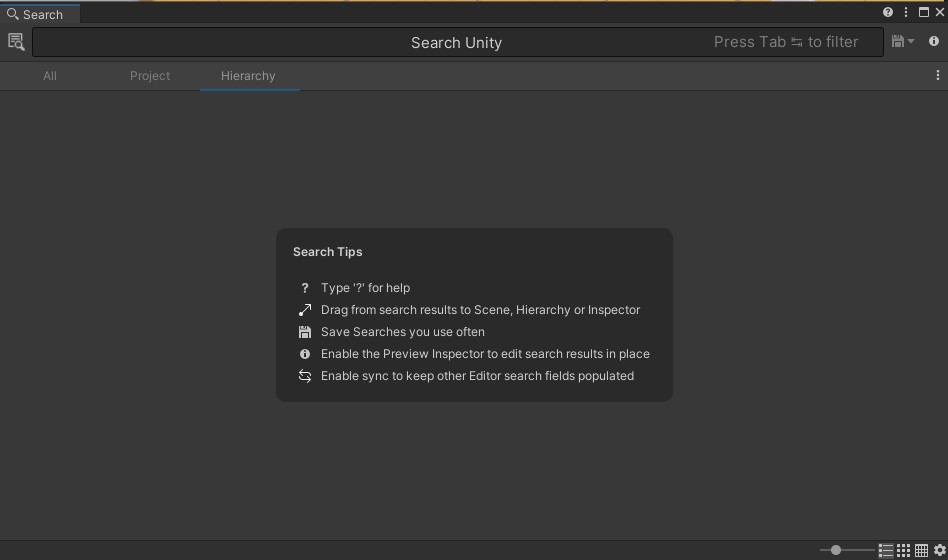 Search
Search Unity
Press Tab ⭾ to filter
All Project Hierarchy
Search Tips
? Type '?' for help
Drag from search results to Scene, Hierarchy or Inspector
Save Searches you use often
Enable the Preview Inspector to edit search results in place
Enable sync to keep other Editor search fields populated